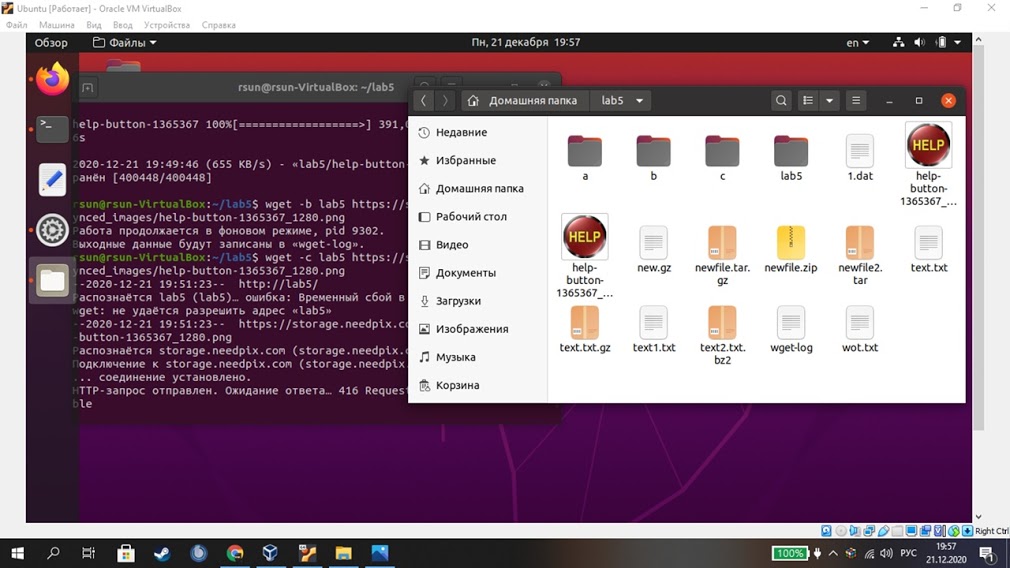 Ubuntu [Работает] - Oracle VM VirtualBox
Файл Машина Вид Ввод Устройства Справка
Обзор Файлы Пн, 21 декабря 19:57 en
rsun@rsun-VirtualBox: ~/lab5
help-button-1365367 100%[==================>] 391,
6s
2020-12-21 19:49:46 (655 KB/s) - «lab5/help-button-
ранён [400448/400448]
rsun@rsun-VirtualBox:~/lab5$ wget -b lab5 https://s
ynced_images/help-button-1365367_1280.png
Работа продолжается в фоновом режиме, pid 9302.
Выходные данные будут записаны в «wget-log».
rsun@rsun-VirtualBox:~/lab5$ wget -c lab5 https://s
ynced_images/help-button-1365367_1280.png
--2020-12-21 19:51:23-- http://lab5/
Распознаётся lab5 (lab5)… ошибка: Временный сбой в
wget: не удаётся разрешить адрес «lab5»
--2020-12-21 19:51:23-- https://storage.needpix.co
-button-1365367_1280.png
Распознаётся storage.needpix.com (storage.needpix.c
Подключение к storage.needpix.com (storage.needpix.
... соединение установлено.
HTTP-запрос отправлен. Ожидание ответа… 416 Reques
ble
Домашняя папка lab5
Недавние
Избранные
Домашняя папка
Рабочий стол
Видео
Документы
Загрузки
Изображения
Музыка
Корзина
HELP
a b c lab5 1.dat help-
button-
1365367_…
HELP
help- new.gz newfile.tar. newfile.zip newfile2. text.txt
button- gz tar
1365367_…
text.txt.gz text1.txt text2.txt. wget-log wot.txt
bz2
Right Ctrl
100% РУС 19:57
21.12.2020
1